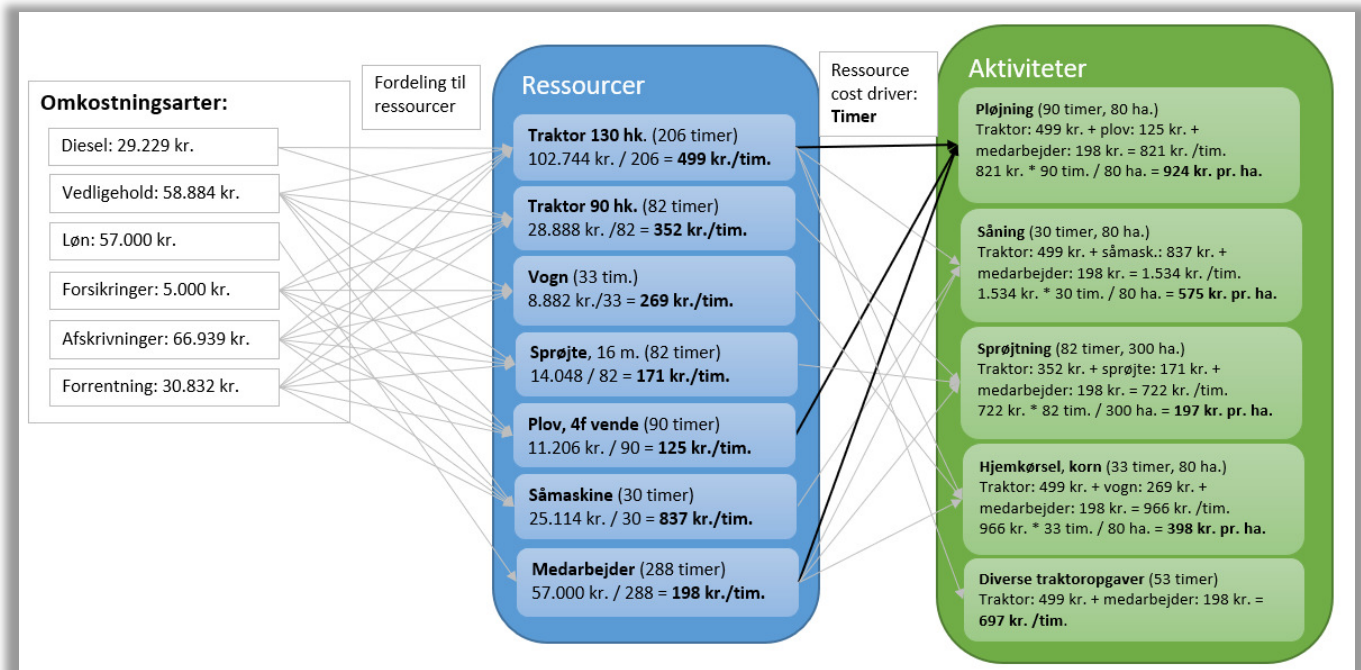 Omkostningsarter:
Diesel: 29.229 kr.
Vedligehold: 58.884 kr.
Løn: 57.000 kr.
Forsikringer: 5.000 kr.
Afskrivninger: 66.939 kr.
Forrentning: 30.832 kr.
Fordeling til
ressourcer
Ressourcer
Traktor 130 hk. (206 timer)
102.744 kr. / 206 = 499 kr./tim.
Traktor 90 hk. (82 timer)
28.888 kr. /82 = 352 kr./tim.
Vogn (33 tim.)
8.882 kr./33 = 269 kr./tim.
Sprøjte, 16 m. (82 timer)
14.048 / 82 = 171 kr./tim.
Plov, 4f vende (90 timer)
11.206 kr. / 90 = 125 kr./tim.
Såmaskine (30 timer)
25.114 kr. / 30 = 837 kr./tim.
Medarbejder (288 timer)
57.000 kr. / 288 = 198 kr./tim.
Ressource
cost driver:
Timer
Aktiviteter
Pløjning (90 timer, 80 ha.)
Traktor: 499 kr. + plov: 125 kr. +
medarbejder: 198 kr. = 821 kr. /tim.
821 kr. * 90 tim. / 80 ha. = 924 kr. pr. ha.
Såning (30 timer, 80 ha.)
Traktor: 499 kr. + såmask.: 837 kr. +
medarbejder: 198 kr. = 1.534 kr. /tim.
1.534 kr. * 30 tim. / 80 ha. = 575 kr. pr. ha.
Sprøjtning (82 timer, 300 ha.)
Traktor: 352 kr. + sprøjte: 171 kr. +
medarbejder: 198 kr. = 722 kr. /tim.
722 kr. * 82 tim. / 300 ha. = 197 kr. pr. ha.
Hjemkørsel, korn (33 timer, 80 ha.)
Traktor: 499 kr. + vogn: 269 kr. +
medarbejder: 198 kr. = 966 kr. /tim.
966 kr. * 33 tim. / 80 ha. = 398 kr. pr. ha.
Diverse traktoropgaver (53 timer)
Traktor: 499 kr. + medarbejder: 198 kr. =
697 kr. /tim.